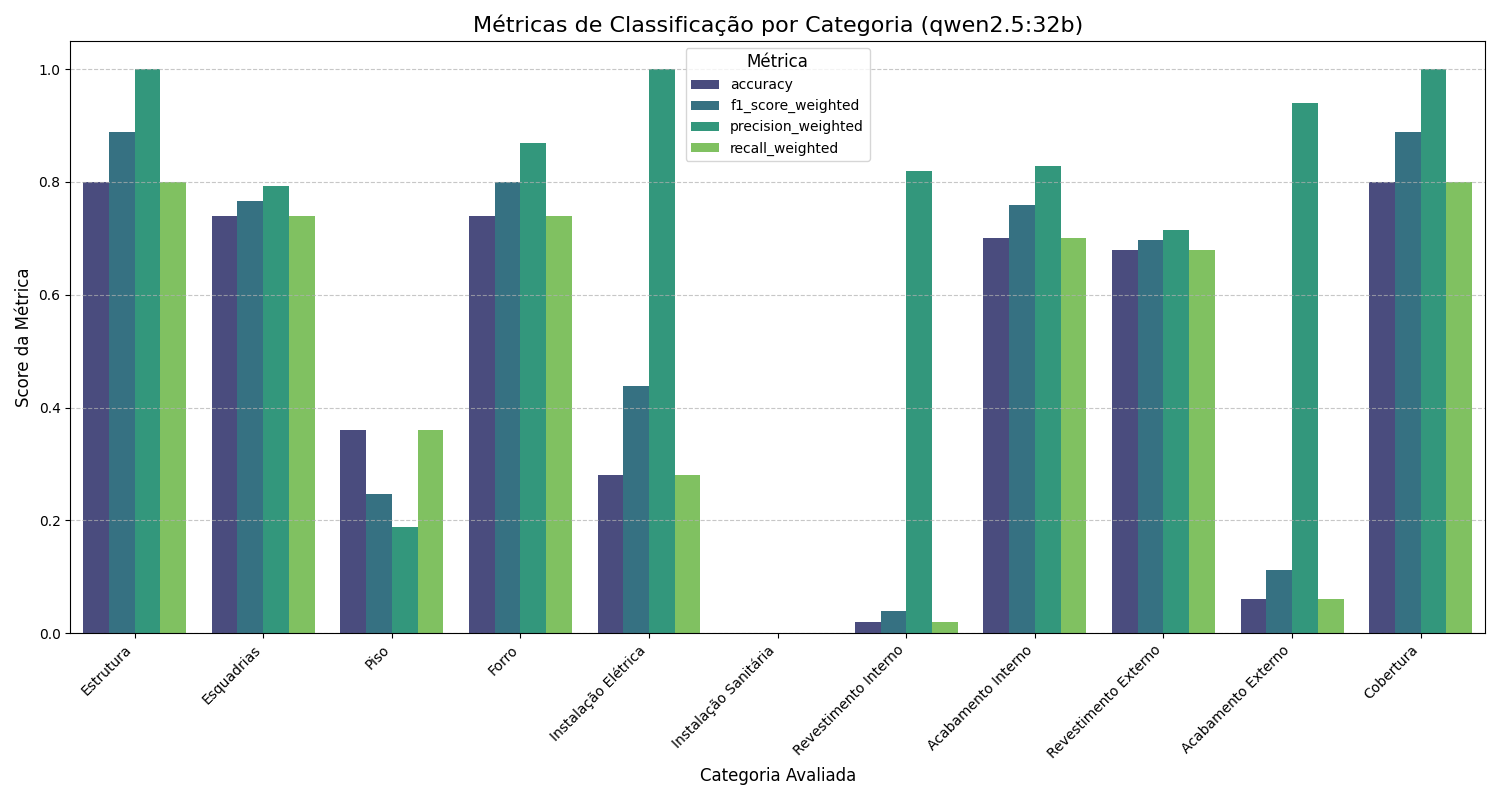 Métricas de Classificação por Categoria (qwen2.5:32b)
Métrica
accuracy
f1_score_weighted
precision_weighted
recall_weighted
Score da Métrica
1.0
0.8
0.6
0.4
0.2
0.0
Estrutura
Esquadrias
Piso
Forro
Instalação Elétrica
Instalação Sanitária
Revestimento Interno
Acabamento Interno
Revestimento Externo
Acabamento Externo
Cobertura
Categoria Avaliada